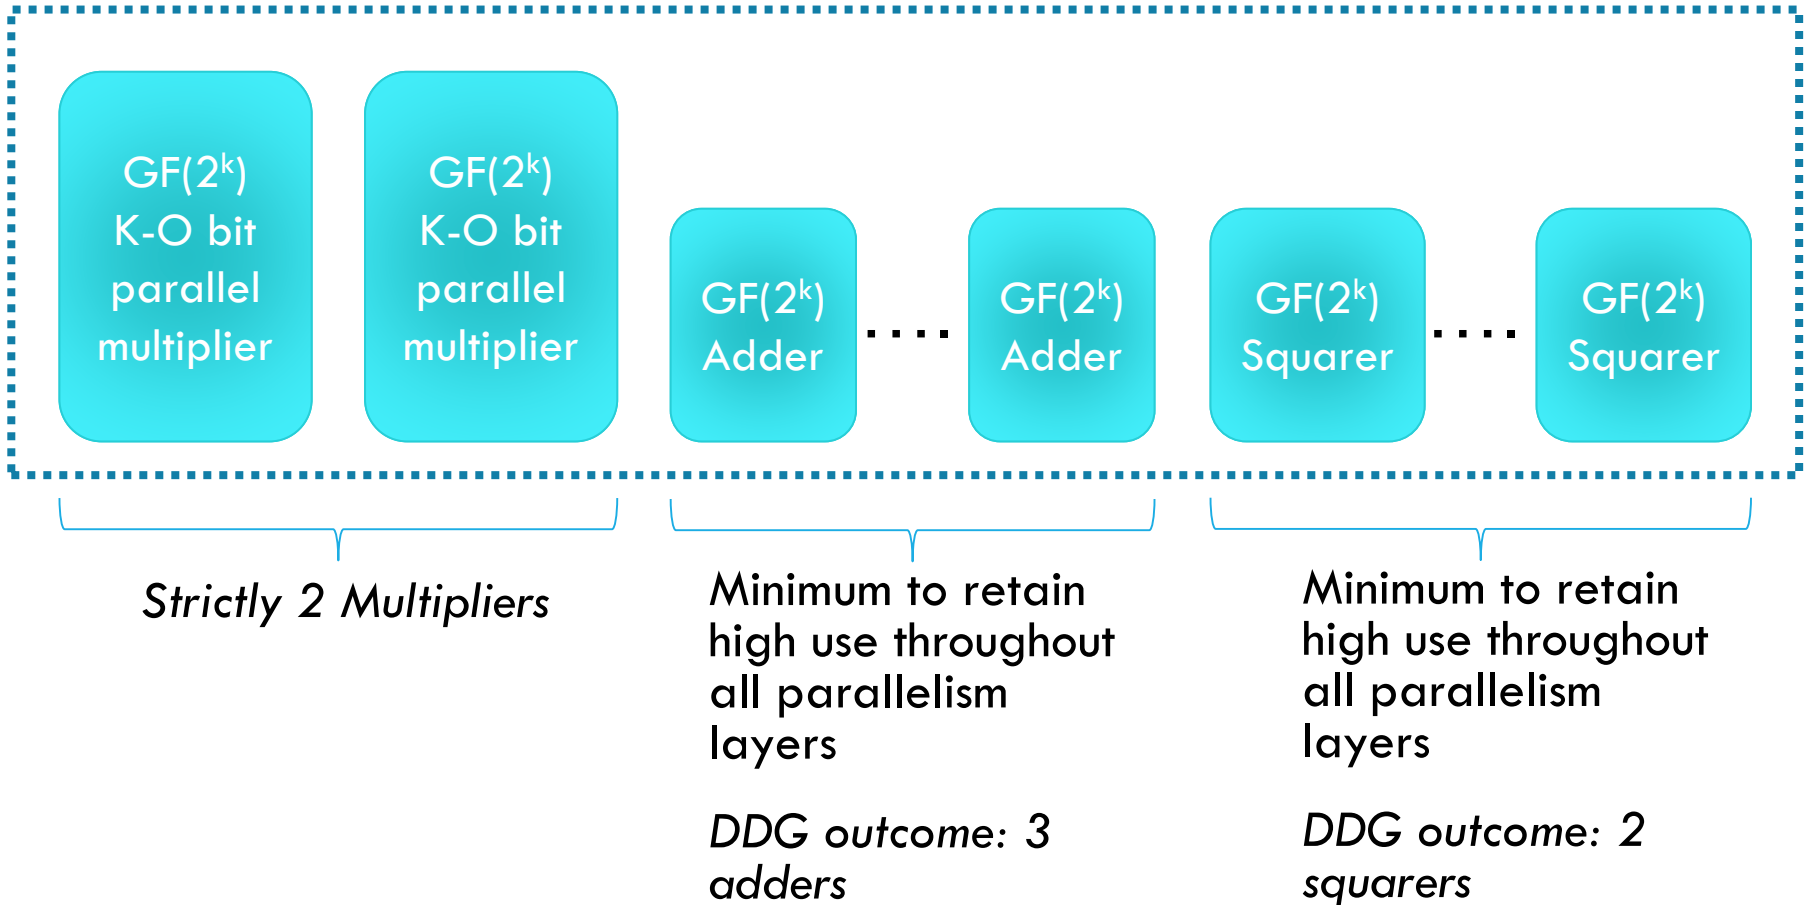 GF(2ᵏ)
K-O bit
parallel
multiplier
GF(2ᵏ)
K-O bit
parallel
multiplier
GF(2ᵏ)
Adder
....
GF(2ᵏ)
Adder
GF(2ᵏ)
Squarer
....
GF(2ᵏ)
Squarer
Strictly 2 Multipliers
Minimum to retain
high use throughout
all parallelism
layers
DDG outcome: 3
adders
Minimum to retain
high use throughout
all parallelism
layers
DDG outcome: 2
squarers